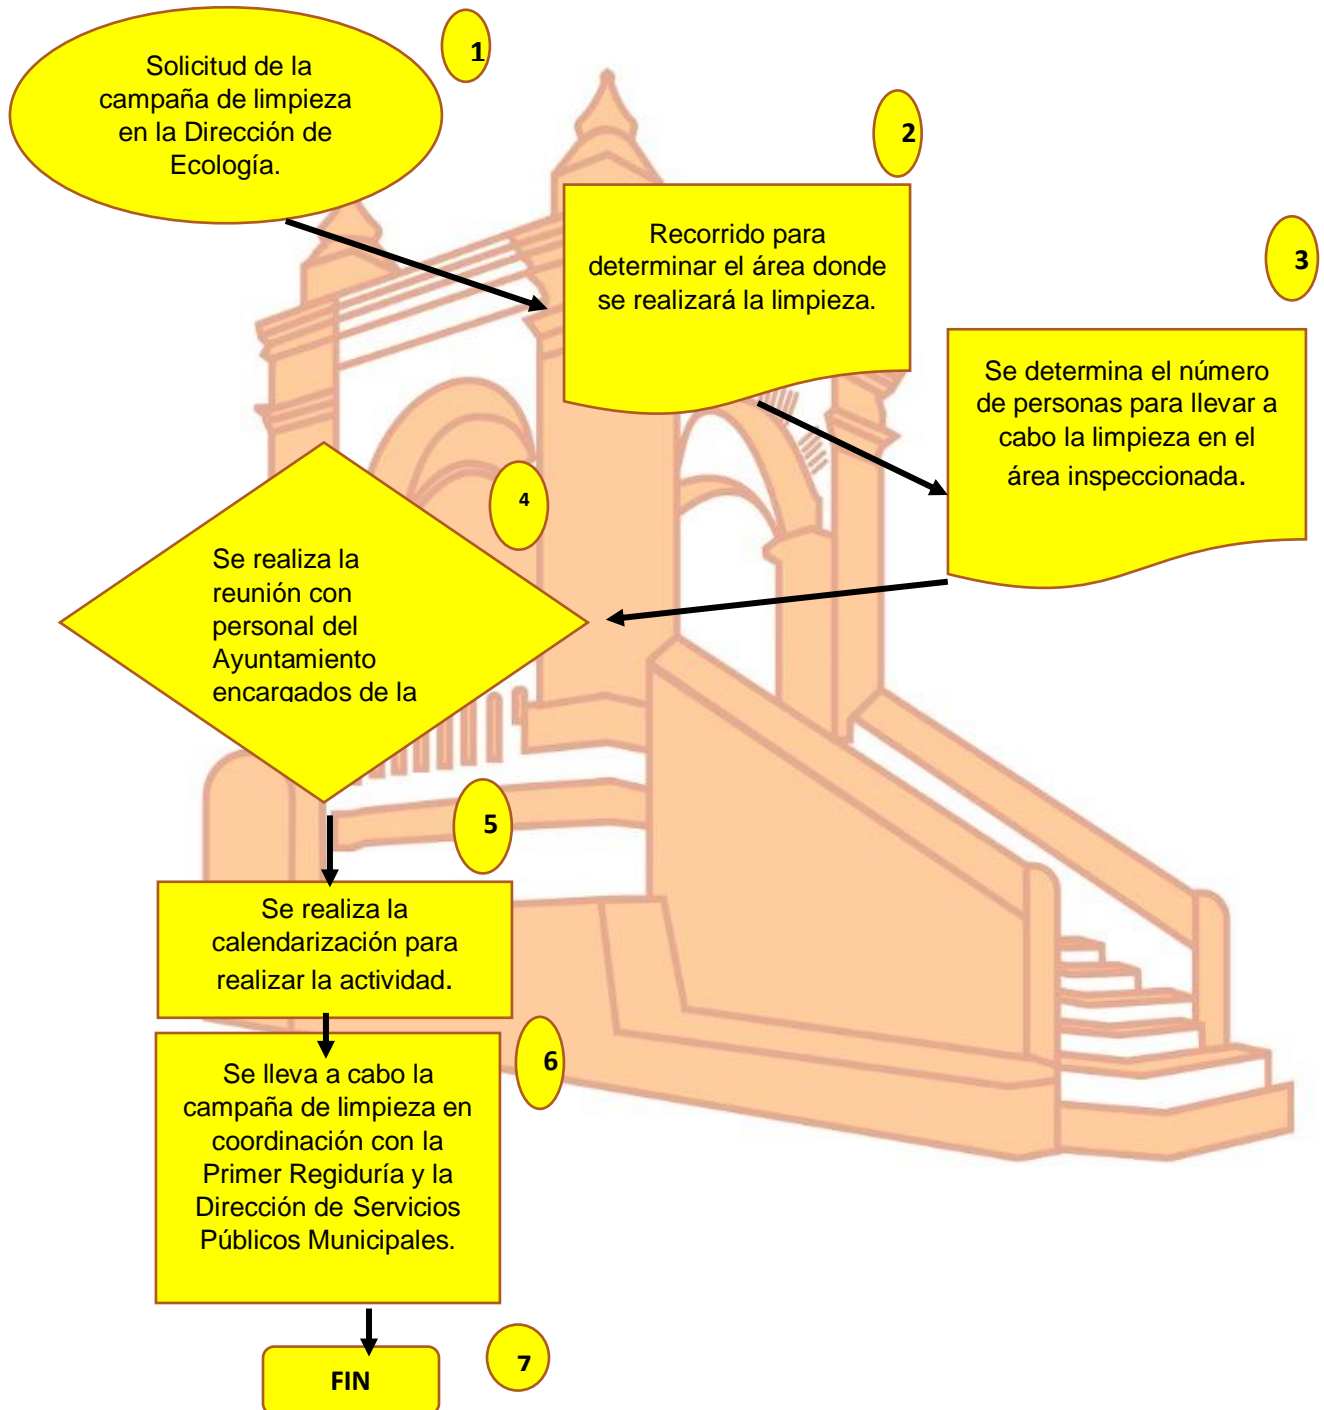 1
Solicitud de la
campaña de limpieza
en la Dirección de
Ecología.
2
Recorrido para
determinar el área donde
se realizará la limpieza.
3
Se determina el número
de personas para llevar a
cabo la limpieza en el
área inspeccionada.
4
Se realiza la
reunión con
personal del
Ayuntamiento
encargados de la
5
Se realiza la
calendarización para
realizar la actividad.
6
Se lleva a cabo la
campaña de limpieza en
coordinación con la
Primer Regiduría y la
Dirección de Servicios
Públicos Municipales.
7
FIN